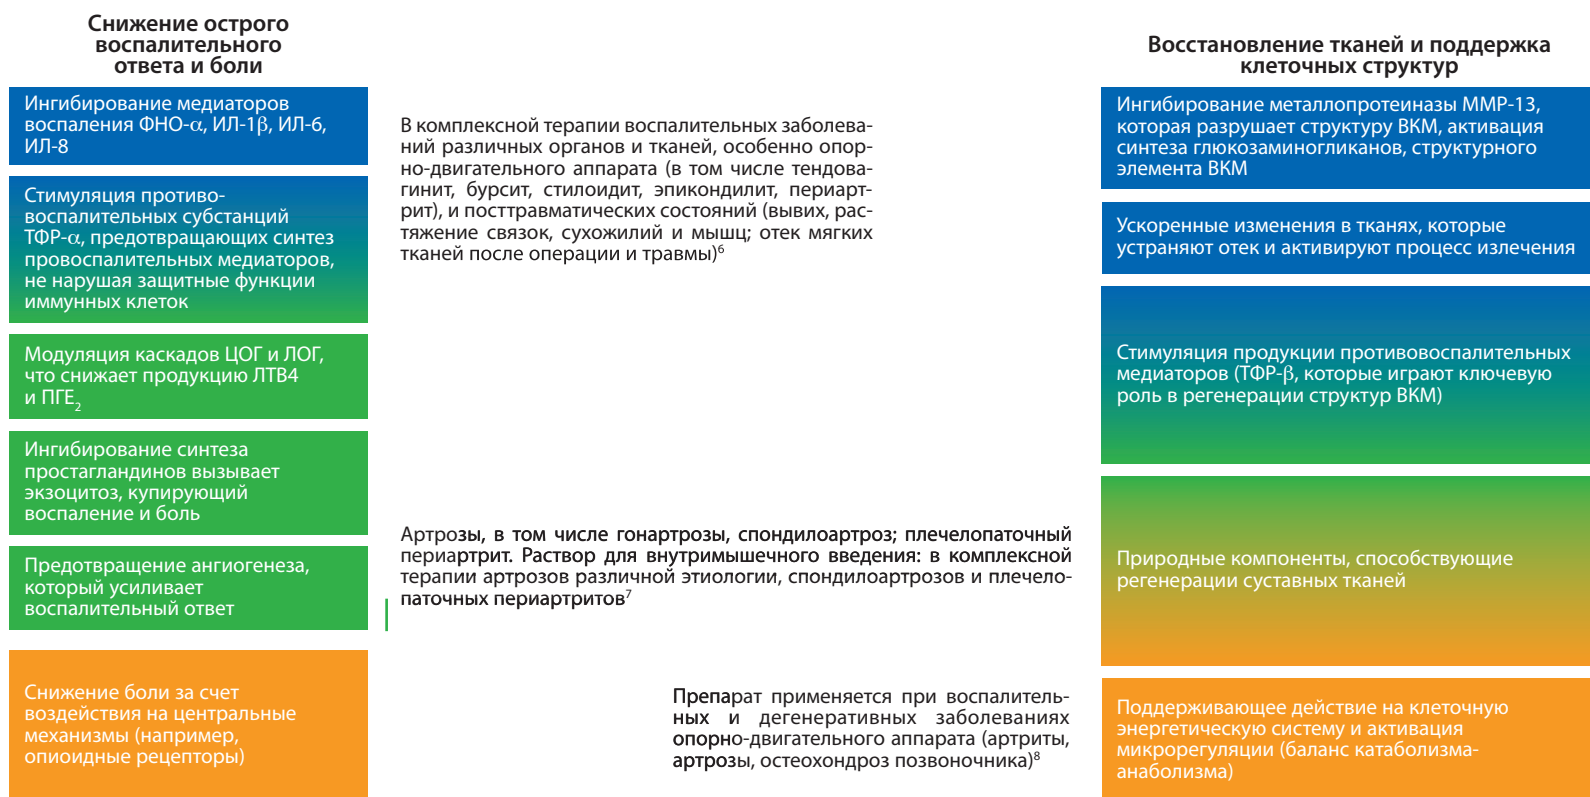 Снижение острого
воспалительного
ответа и боли
Ингибирование медиаторов
воспаления ФНО-α, ИЛ-1β, ИЛ-6,
ИЛ-8
Стимуляция противо-
воспалительных субстанций
ТФР-α, предотвращающих синтез
провоспалительных медиаторов,
не нарушая защитные функции
иммунных клеток
Модуляция каскадов ЦОГ и ЛОГ,
что снижает продукцию ЛТВ4
и ПГЕ₂
Ингибирование синтеза
простагландинов вызывает
экзоцитоз, купирующий
воспаление и боль
Предотвращение ангиогенеза,
который усиливает
воспалительный ответ
Снижение боли за счет
воздействия на центральные
механизмы (например,
опиоидные рецепторы)
В комплексной терапии воспалительных заболева-
ний различных органов и тканей, особенно опор-
но-двигательного аппарата (в том числе тендова-
гинит, бурсит, стилоидит, эпикондилит, периарт-
рит), и посттравматических состояний (вывих, рас-
тяжение связок, сухожилий и мышц; отек мягких
тканей после операции и травмы)⁶
Артрозы, в том числе гонартрозы, спондилоартроз; плечелопаточный
периартрит. Раствор для внутримышечного введения: в комплексной
терапии артрозов различной этиологии, спондилоартрозов и плечело-
паточных периартритов⁷
Препарат применяется при воспалитель-
ных и дегенеративных заболеваниях
опорно-двигательного аппарата (артриты,
артрозы, остеохондроз позвоночника)⁸
Восстановление тканей и поддержка
клеточных структур
Ингибирование металлопротеиназы ММР-13,
которая разрушает структуру ВКМ, активация
синтеза глюкозаминогликанов, структурного
элемента ВКМ
Ускоренные изменения в тканях, которые
устраняют отек и активируют процесс излечения
Стимуляция продукции противовоспалительных
медиаторов (ТФР-β, которые играют ключевую
роль в регенерации структур ВКМ)
Природные компоненты, способствующие
регенерации суставных тканей
Поддерживающее действие на клеточную
энергетическую систему и активация
микрорегуляции (баланс катаболизма-
анаболизма)